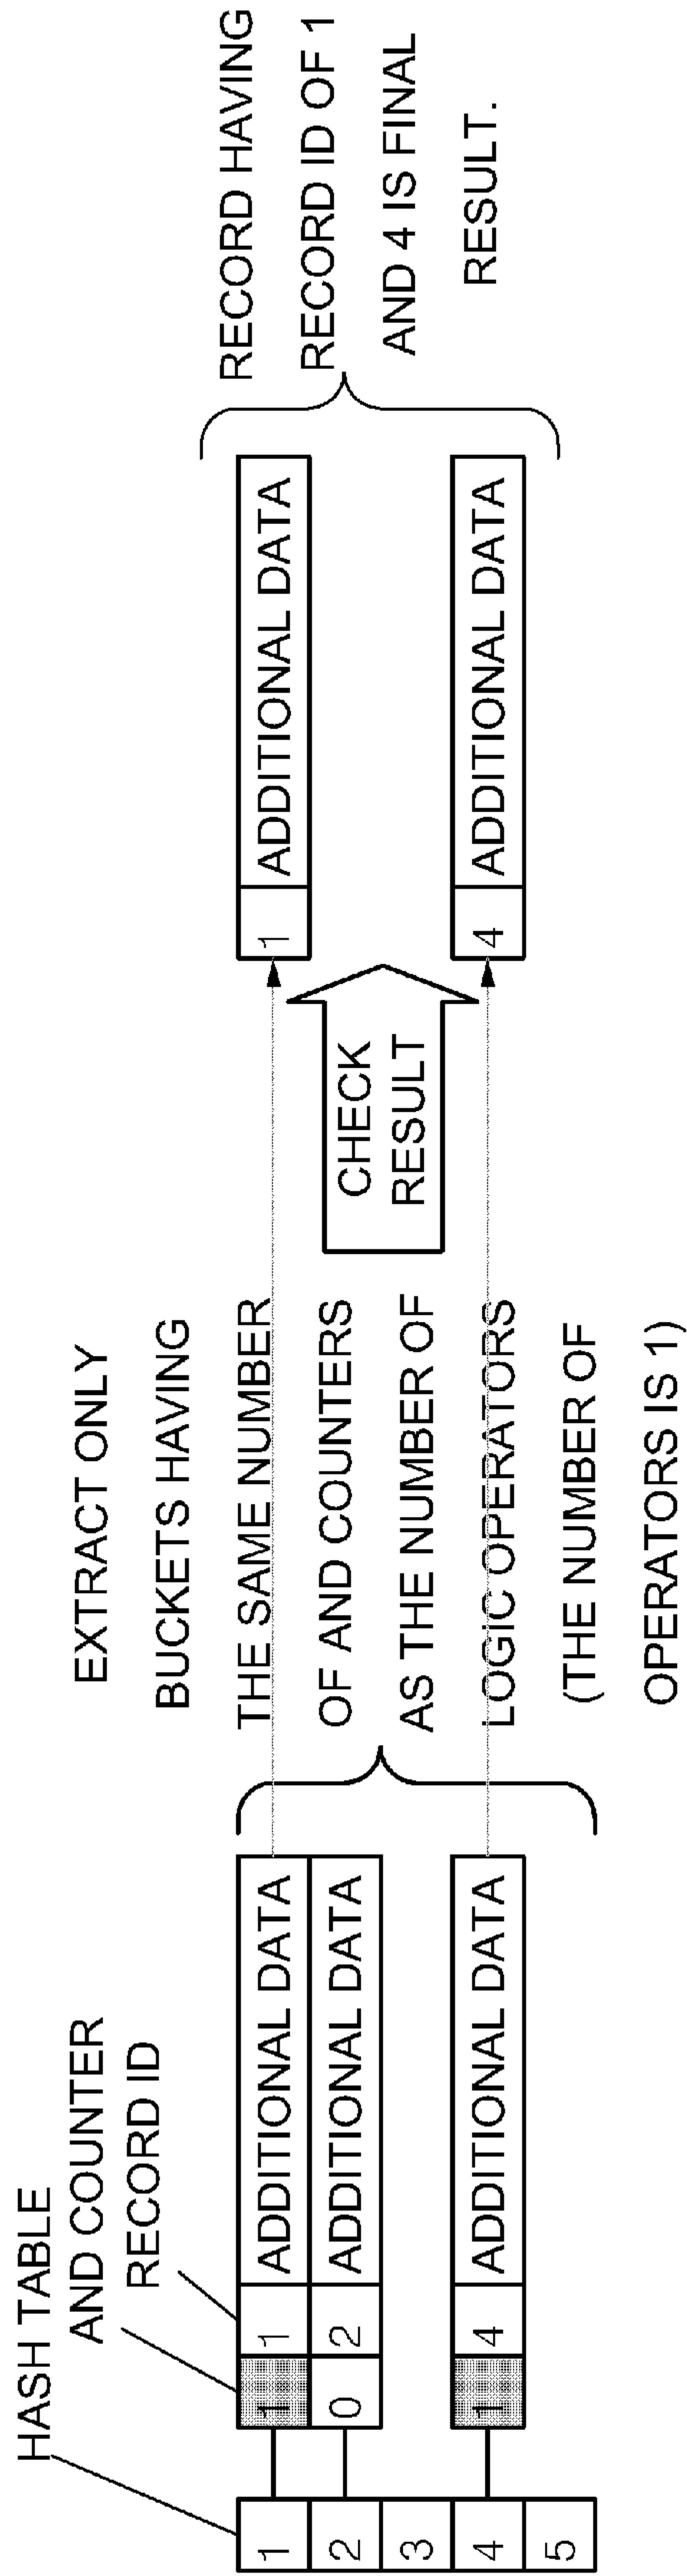 HASH TABLE
AND COUNTER
RECORD ID
1
2
3
4
5
1 1 ADDITIONAL DATA
0 2 ADDITIONAL DATA
1 4 ADDITIONAL DATA
EXTRACT ONLY
BUCKETS HAVING
THE SAME NUMBER
OF AND COUNTERS
AS THE NUMBER OF
LOGIC OPERATORS
(THE NUMBER OF
OPERATORS IS 1)
CHECK
RESULT
1 ADDITIONAL DATA
4 ADDITIONAL DATA
RECORD HAVING
RECORD ID OF 1
AND 4 IS FINAL
RESULT.